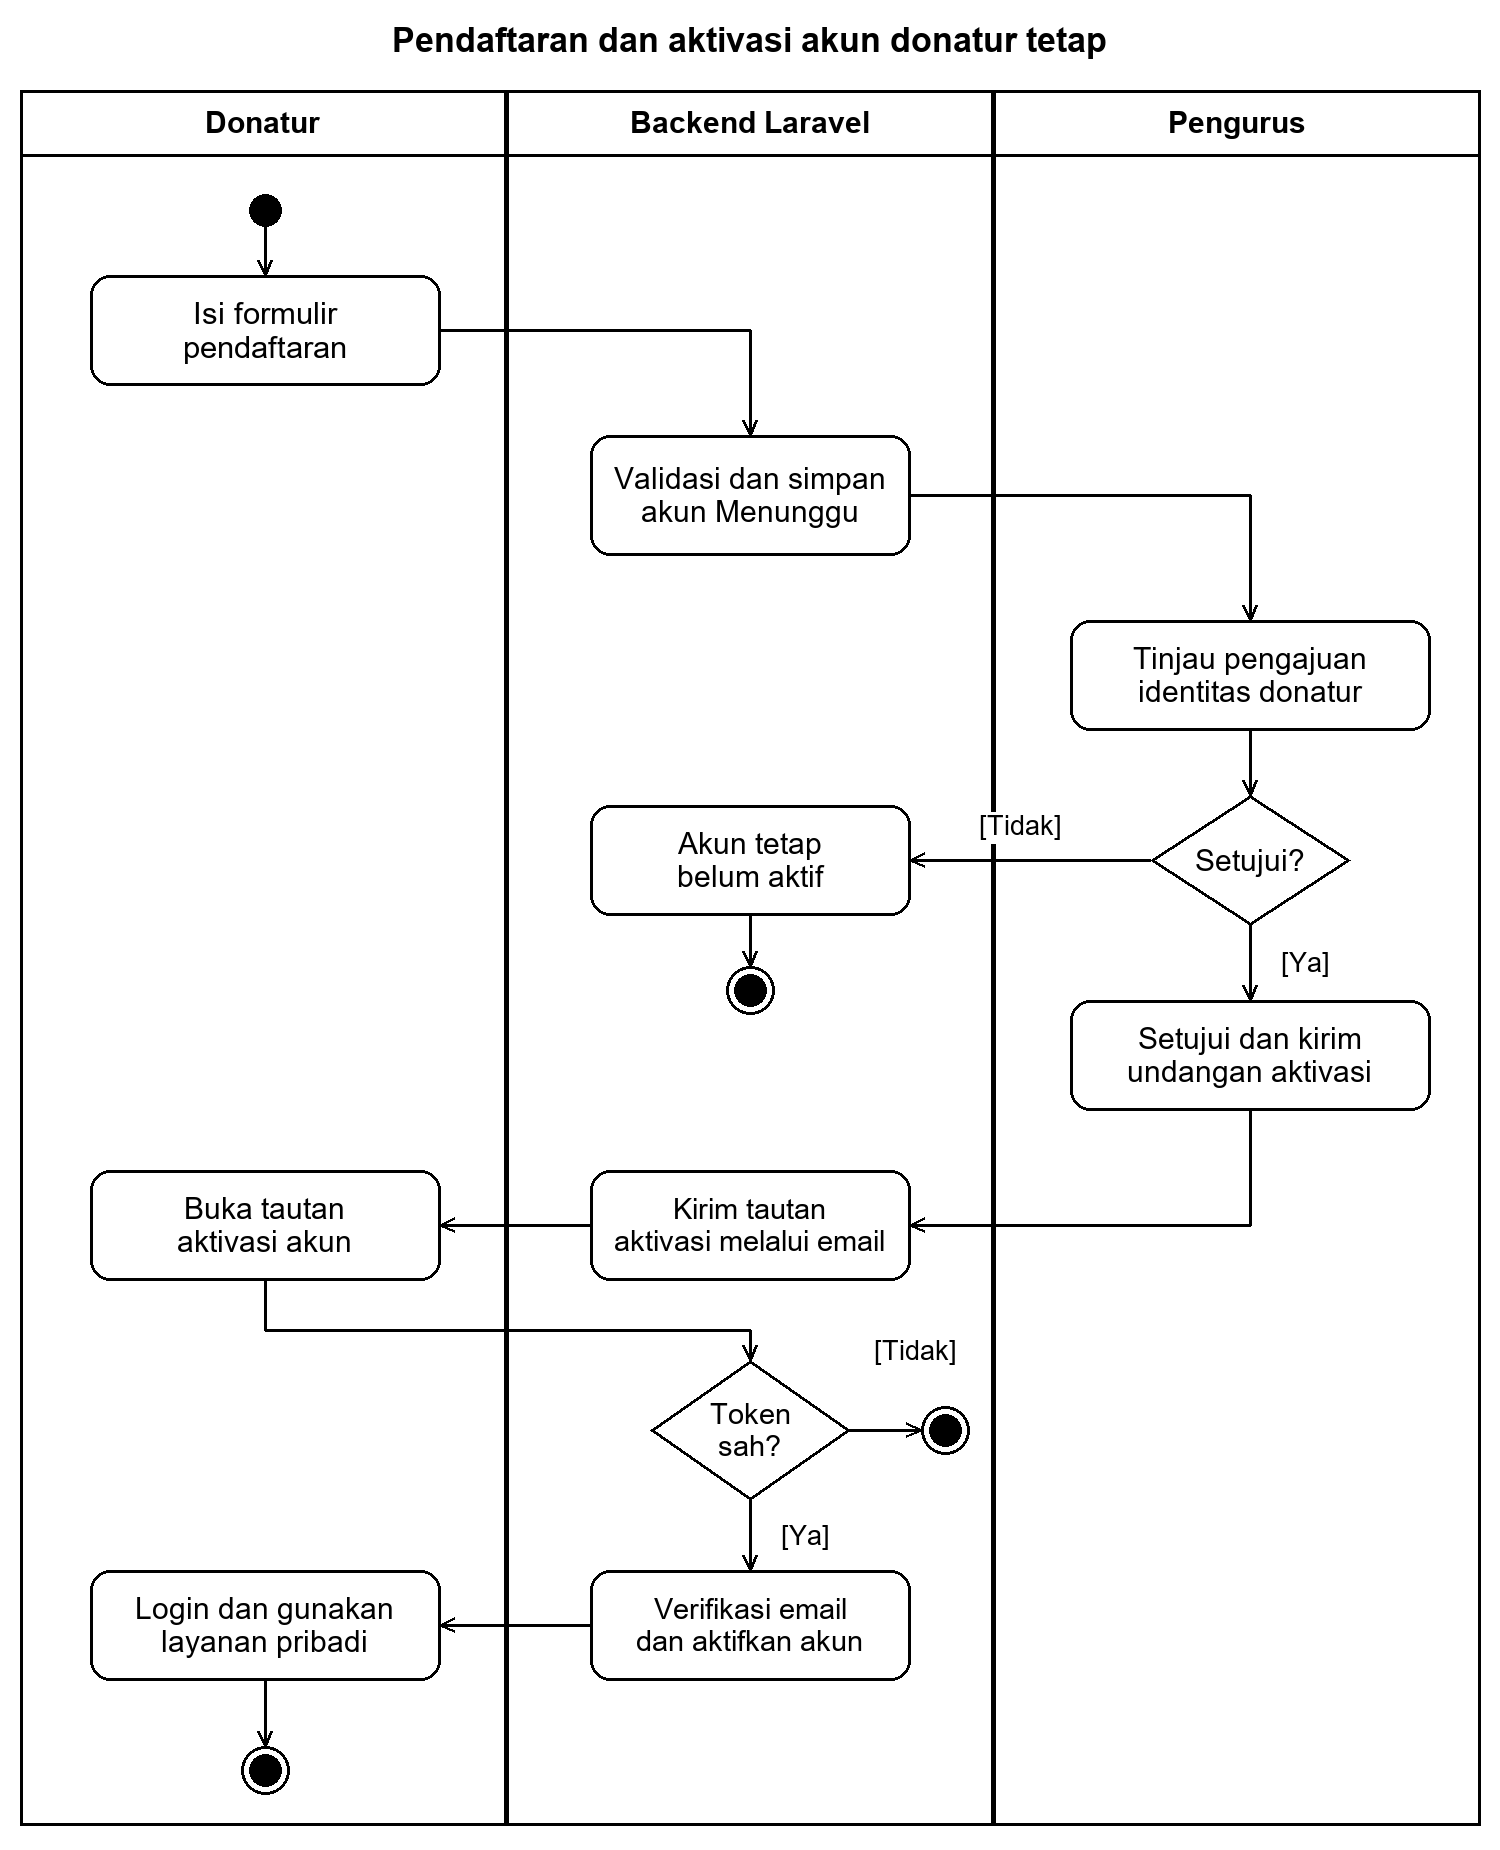 Pendaftaran dan aktivasi akun donatur tetap
Donatur
Backend Laravel
Pengurus
Isi formulir
pendaftaran
Validasi dan simpan
akun Menunggu
Tinjau pengajuan
identitas donatur
Setujui?
[Tidak]
Akun tetap
belum aktif
[Ya]
Setujui dan kirim
undangan aktivasi
Kirim tautan
aktivasi melalui email
Buka tautan
aktivasi akun
Token
sah?
[Tidak]
[Ya]
Verifikasi email
dan aktifkan akun
Login dan gunakan
layanan pribadi